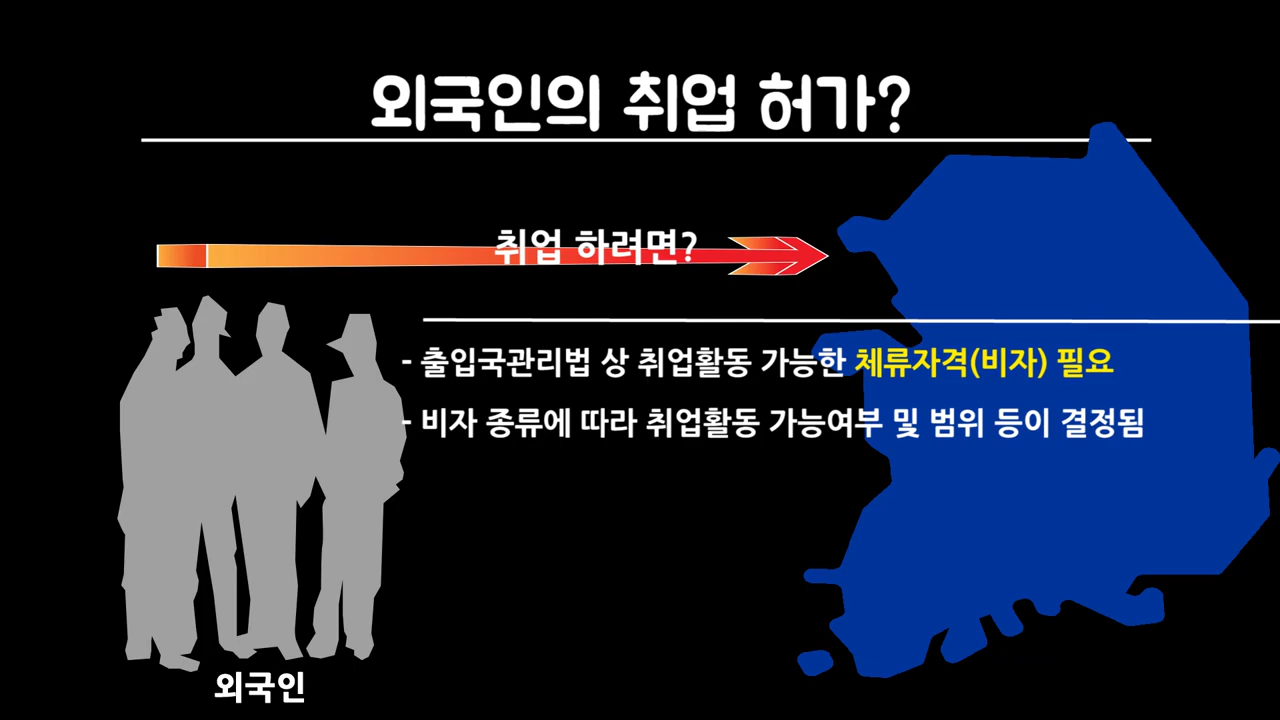 외국인의 취업 허가?
취업 하려면?
- 출입국관리법 상 취업활동 가능한 체류자격(비자) 필요
- 비자 종류에 따라 취업활동 가능여부 및 범위 등이 결정됨
외국인